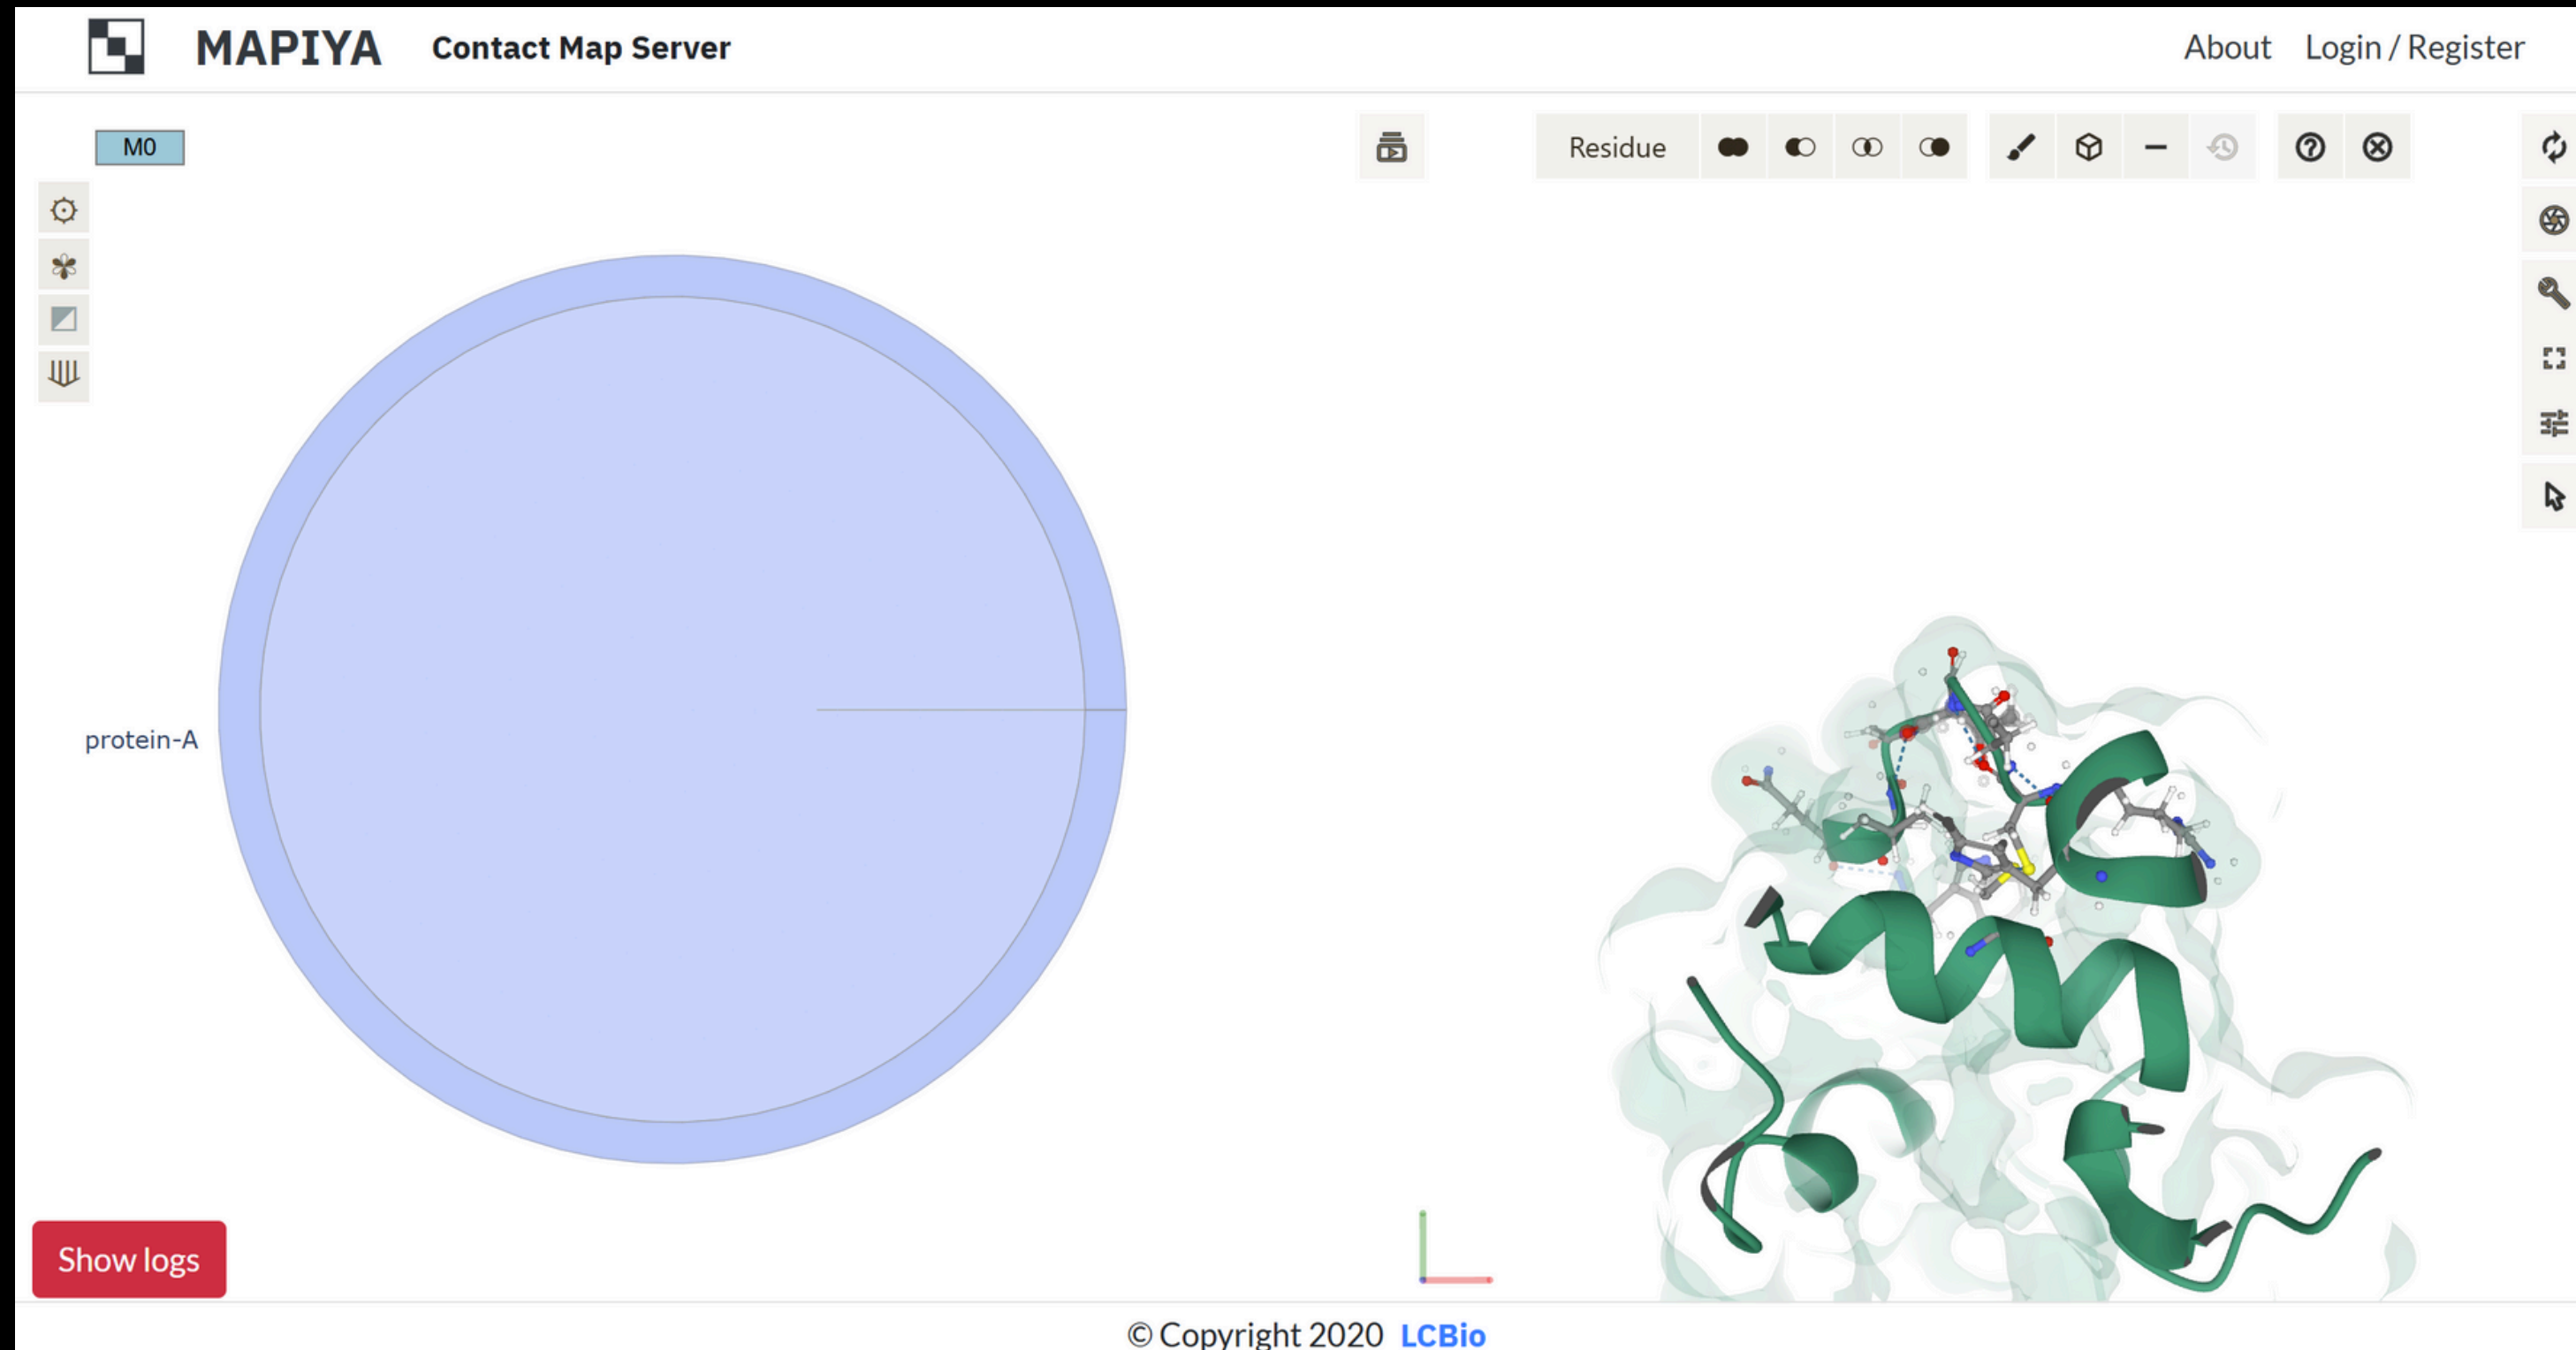 MAPIYA Contact Map Server About Login / Register
M0 Residue
protein-A
Show logs
© Copyright 2020 LCBio